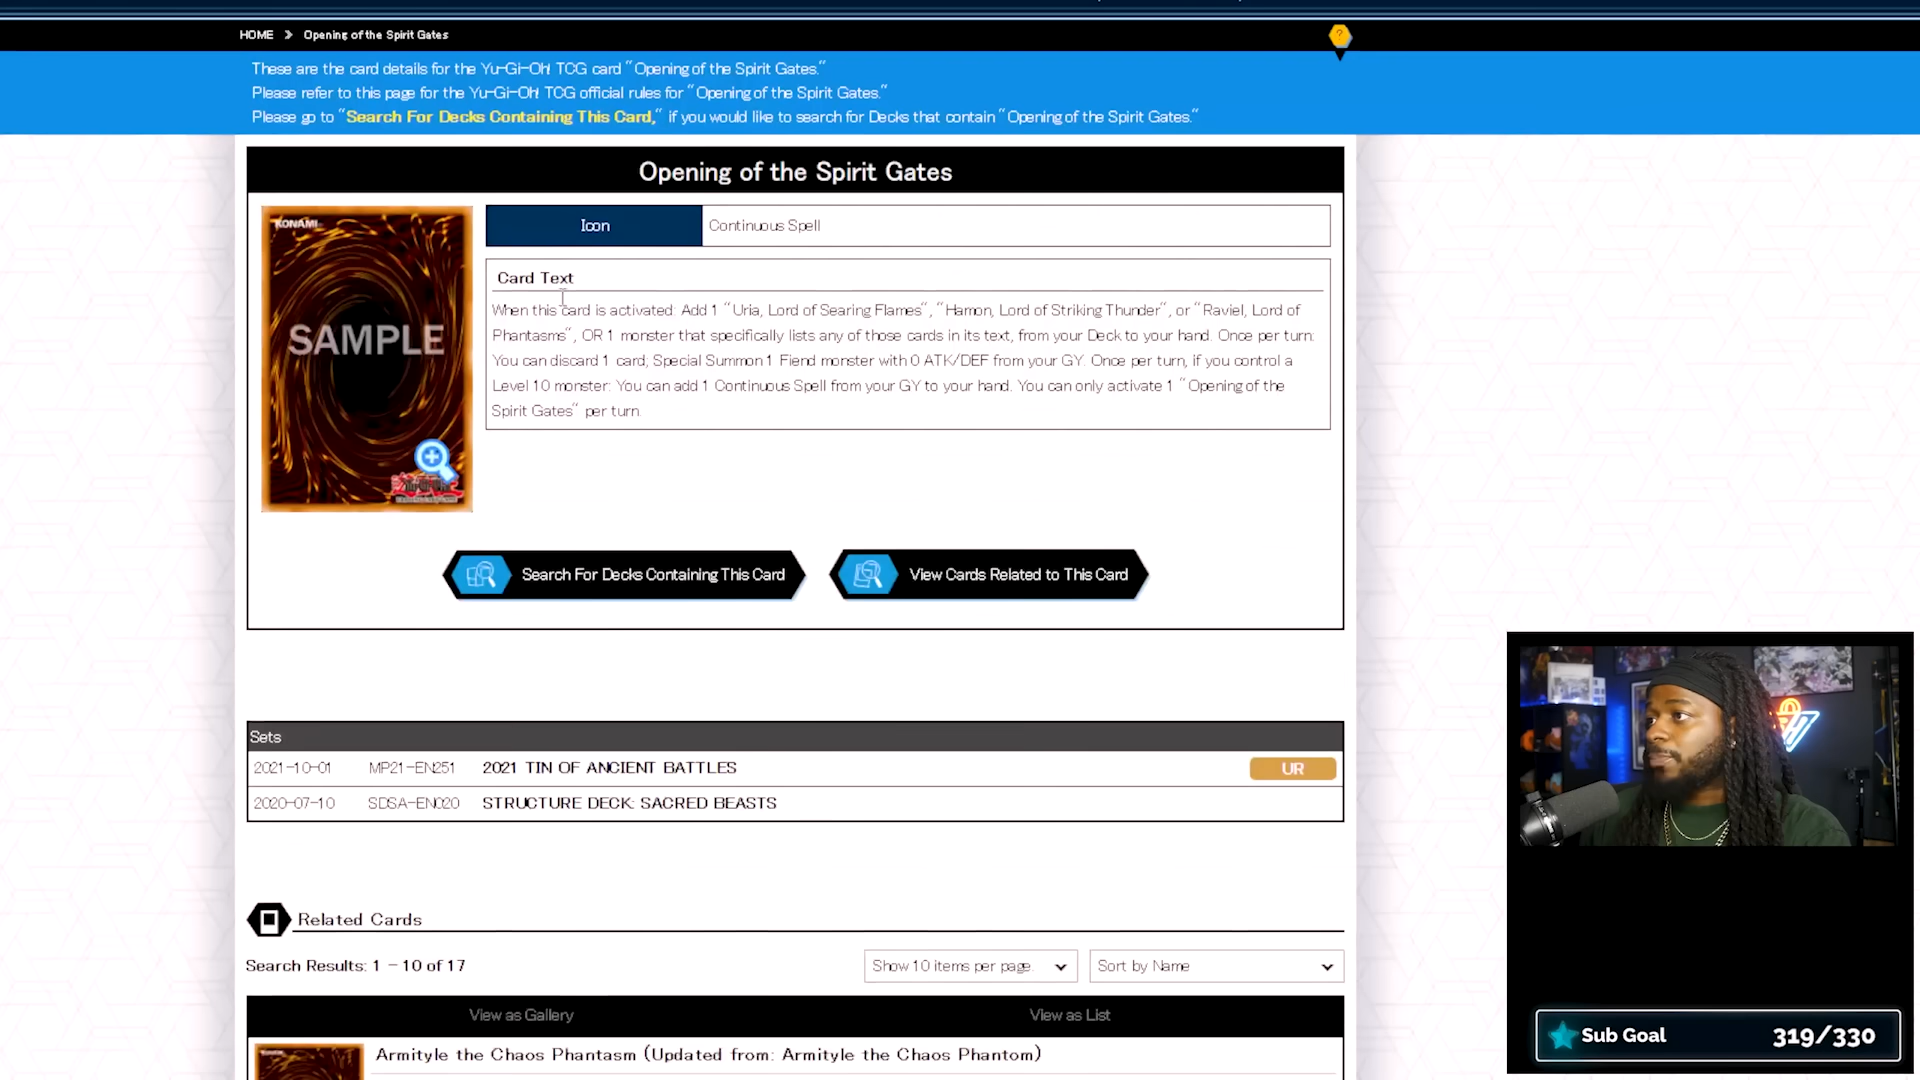 HOME » Opening of the Spirit Gates
?
These are the card details for the Yu-Gi-Oh! TCG card "Opening of the Spirit Gates."
Please refer to this page for the Yu-Gi-Oh! TCG official rules for "Opening of the Spirit Gates."
Please go to "Search For Decks Containing This Card," if you would like to search for Decks that contain "Opening of the Spirit Gates."
Opening of the Spirit Gates
KONAMI
SAMPLE
Icon
Continuous Spell
Card Text
When this card is activated: Add 1 "Uria, Lord of Searing Flames", "Hamon, Lord of Striking Thunder", or "Raviel, Lord of
Phantasms", OR 1 monster that specifically lists any of those cards in its text, from your Deck to your hand. Once per turn:
You can discard 1 card; Special Summon 1 Fiend monster with 0 ATK/DEF from your GY. Once per turn, if you control a
Level 10 monster: You can add 1 Continuous Spell from your GY to your hand. You can only activate 1 "Opening of the
Spirit Gates" per turn.
Search For Decks Containing This Card
View Cards Related to This Card
Sets
2021-10-01 MP21-EN251 2021 TIN OF ANCIENT BATTLES UR
2020-07-10 SDSA-EN020 STRUCTURE DECK: SACRED BEASTS
Related Cards
Search Results: 1 - 10 of 17
Show 10 items per page.
Sort by Name
View as Gallery
View as List
Armityle the Chaos Phantasm (Updated from: Armityle the Chaos Phantom)
Sub Goal 319/330